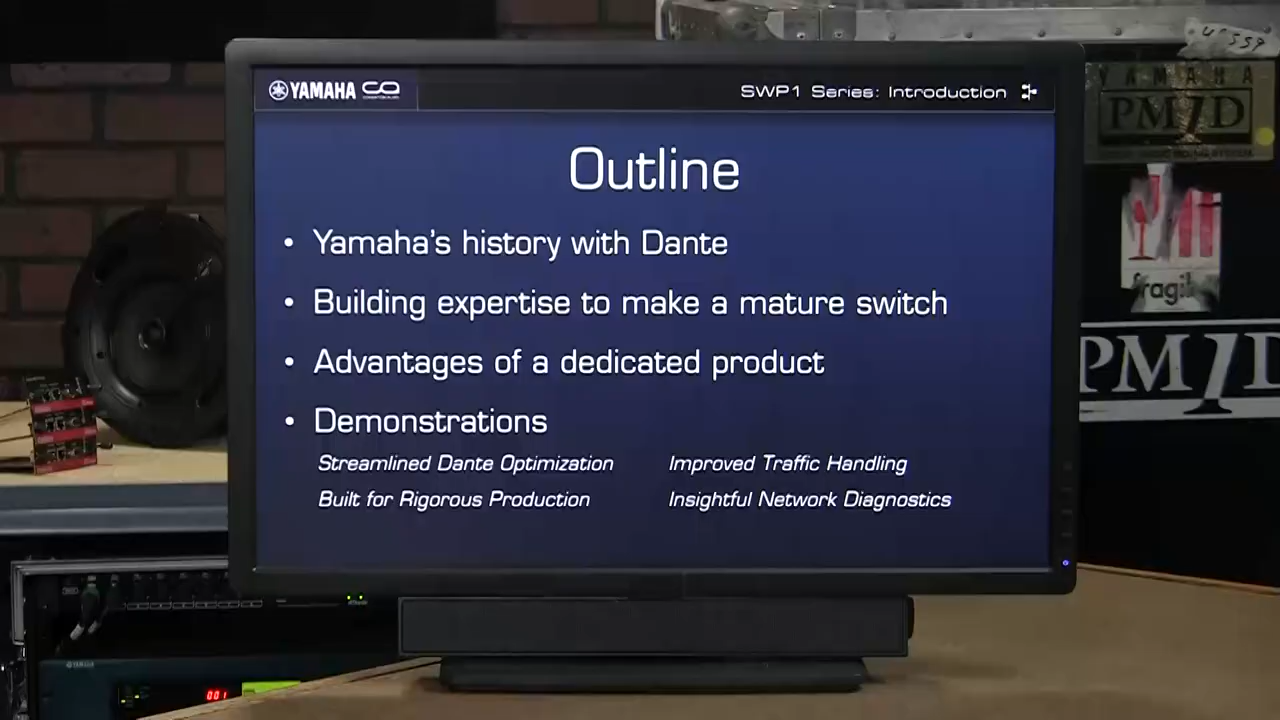 YAMAHA CA
SWP1 Series: Introduction
Outline
• Yamaha's history with Dante
• Building expertise to make a mature switch
• Advantages of a dedicated product
• Demonstrations
Streamlined Dante Optimization
Improved Traffic Handling
Built for Rigorous Production
Insightful Network Diagnostics
YAMAHA
PM1D
fragile
PM1D
YAMAHA
001